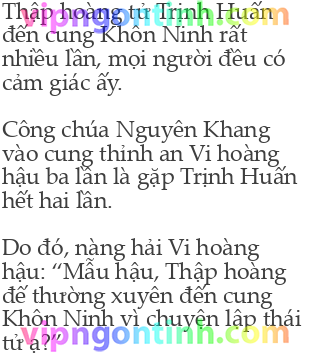 Thập hoàng tử Trịnh Huấn
vipngontinh.com
đến cung Khôn Ninh rất
nhiều lần, mọi người đều có
cảm giác ấy.
Công chúa Nguyên Khang
vào cung thỉnh an Vi hoàng
hậu ba lần là gặp Trịnh Huấn
hết hai lần.
Do đó, nàng hải Vi hoàng
hậu: “Mẫu hậu, Thập hoàng
đế thường xuyên đến cung
Khôn Ninh vì chuyện lập thái
vipngontinh.com
tử ạ?”